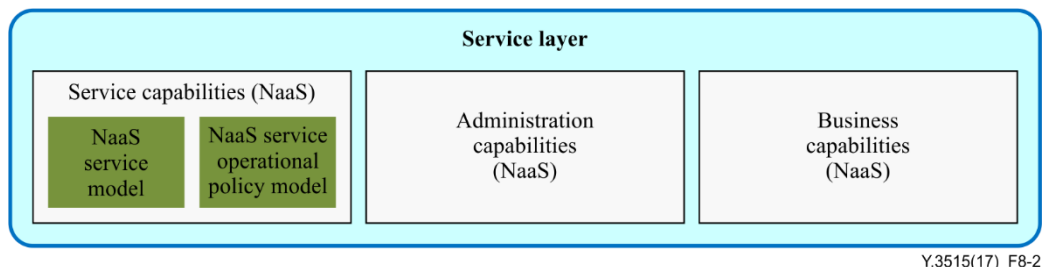 Service layer
Service capabilities (NaaS)
NaaS
service
model
NaaS service
operational
policy model
Administration
capabilities
(NaaS)
Business
capabilities
(NaaS)
Y.3515(17)_F8-2